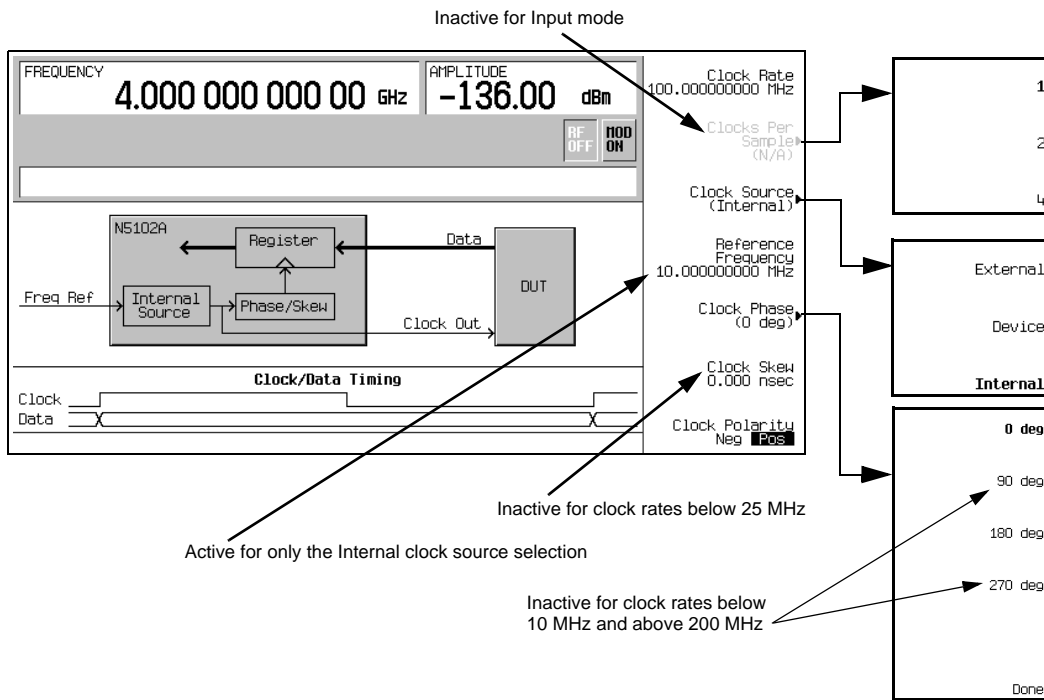 Inactive for Input mode
FREQUENCY
4.000 000 000 00 GHz
AMPLITUDE
-136.00 dBm
RF
OFF
MOD
ON
N5102A
Register
Data
DUT
Freq Ref
Internal
Source
Phase/Skew
Clock Out
Clock/Data Timing
Clock
Data
Clock Rate
100.000000000 MHz
Clocks Per
Sample
(N/A)
Clock Source
(Internal)
Reference
Frequency
10.000000000 MHz
Clock Phase
(0 deg)
Clock Skew
0.000 nsec
Clock Polarity
Neg Pos
1
2
4
External
Device
Internal
0 deg
90 deg
180 deg
270 deg
Done
Inactive for clock rates below 25 MHz
Active for only the Internal clock source selection
Inactive for clock rates below
10 MHz and above 200 MHz